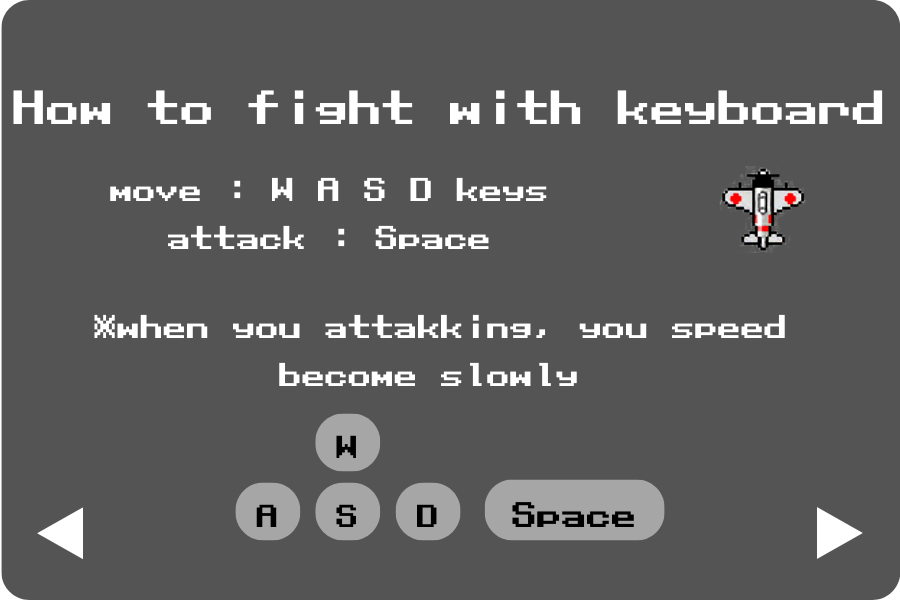 How to fight with keyboard
move : W A S D keys
attack : Space
※when you attakking, you speed
become slowly
W
A S D Space